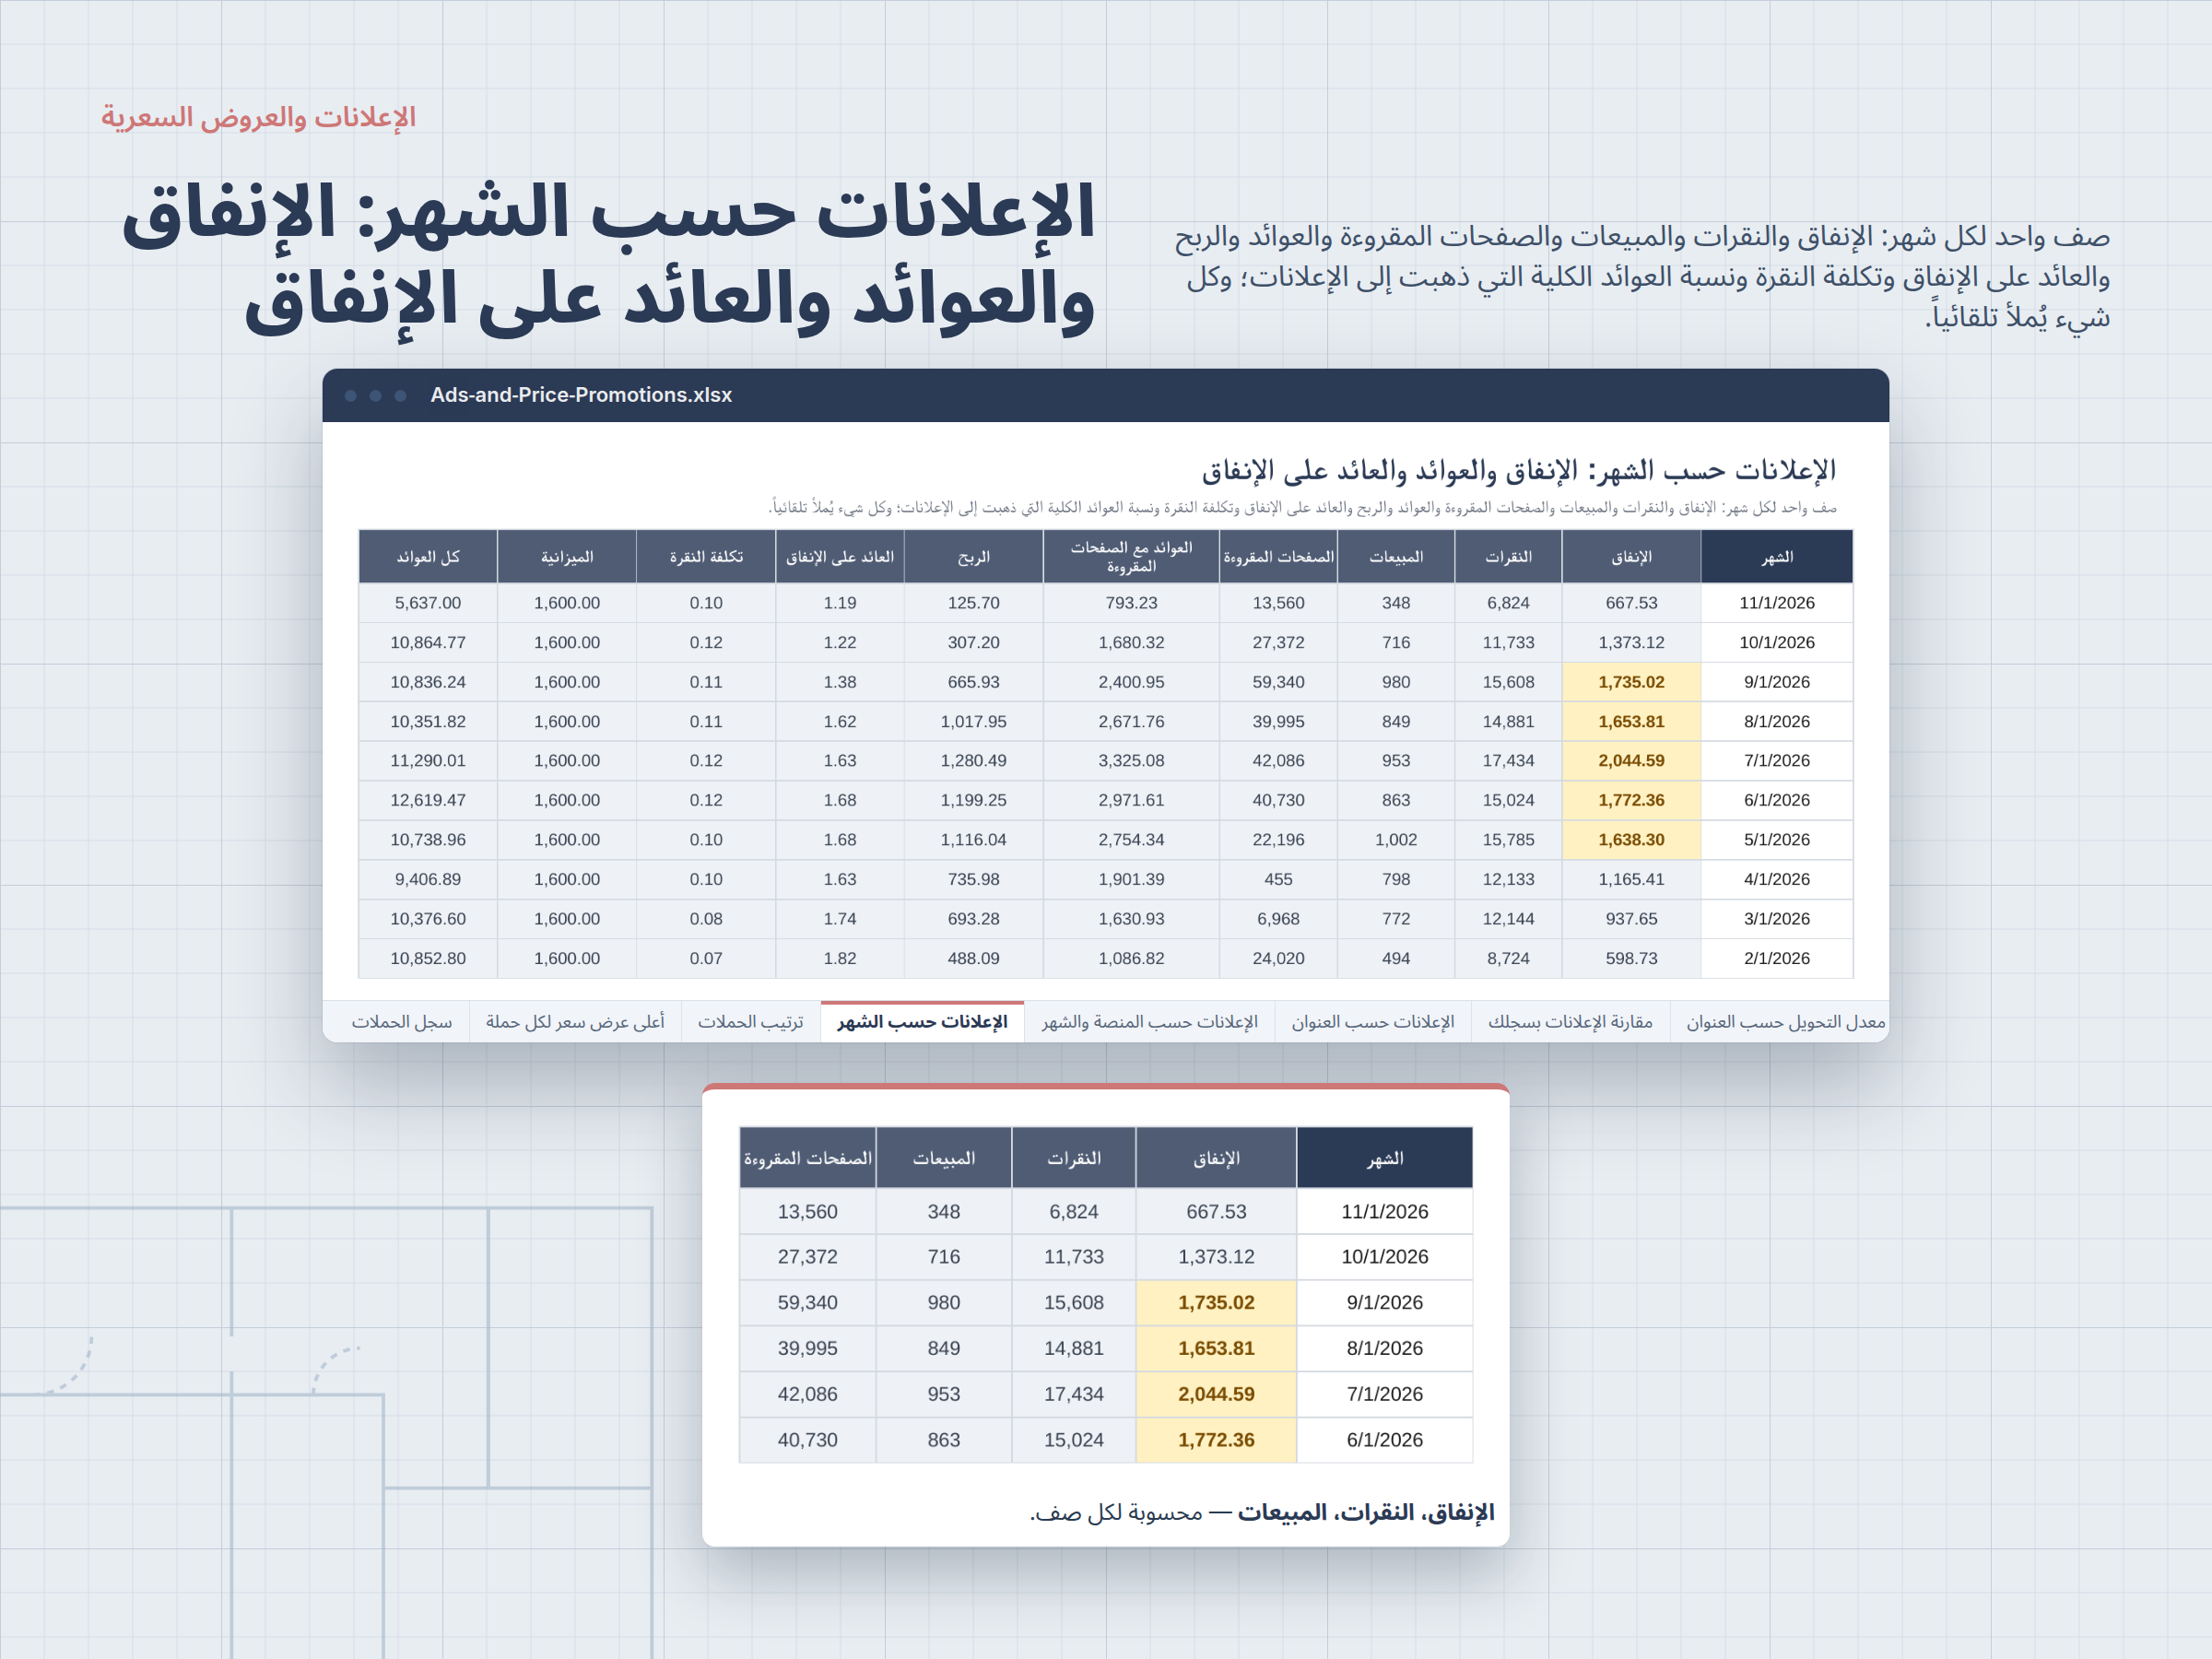 الإعلانات والعروض السعرية
الإعلانات حسب الشهر: الإنفاق
والعوائد والعائد على الإنفاق
صف واحد لكل شهر: الإنفاق والنقرات والمبيعات والصفحات المقروءة والعوائد والربح
والعائد على الإنفاق وتكلفة النقرة ونسبة العوائد الكلية التي ذهبت إلى الإعلانات؛ وكل
شيء يُملأ تلقائياً.
Ads-and-Price-Promotions.xlsx
الإعلانات حسب الشهر: الإنفاق والعوائد والعائد على الإنفاق
صف واحد لكل شهر: الإنفاق والنقرات والمبيعات والصفحات المقروءة والعوائد والربح والعائد على الإنفاق وتكلفة النقرة ونسبة العوائد الكلية التي ذهبت إلى الإعلانات؛ وكل شيء يُملأ تلقائياً.
الشهر الإنفاق النقرات المبيعات الصفحات المقروءة العوائد مع الصفحات المقروءة الربح العائد على الإنفاق تكلفة النقرة الميزانية كل العوائد
11/1/2026 667.53 6,824 348 13,560 793.23 125.70 1.19 0.10 1,600.00 5,637.00
10/1/2026 1,373.12 11,733 716 27,372 1,680.32 307.20 1.22 0.12 1,600.00 10,864.77
9/1/2026 1,735.02 15,608 980 59,340 2,400.95 665.93 1.38 0.11 1,600.00 10,836.24
8/1/2026 1,653.81 14,881 849 39,995 2,671.76 1,017.95 1.62 0.11 1,600.00 10,351.82
7/1/2026 2,044.59 17,434 953 42,086 3,325.08 1,280.49 1.63 0.12 1,600.00 11,290.01
6/1/2026 1,772.36 15,024 863 40,730 2,971.61 1,199.25 1.68 0.12 1,600.00 12,619.47
5/1/2026 1,638.30 15,785 1,002 22,196 2,754.34 1,116.04 1.68 0.10 1,600.00 10,738.96
4/1/2026 1,165.41 12,133 798 455 1,901.39 735.98 1.63 0.10 1,600.00 9,406.89
3/1/2026 937.65 12,144 772 6,968 1,630.93 693.28 1.74 0.08 1,600.00 10,376.60
2/1/2026 598.73 8,724 494 24,020 1,086.82 488.09 1.82 0.07 1,600.00 10,852.80
معدل التحويل حسب العنوان مقارنة الإعلانات بسجلك الإعلانات حسب العنوان الإعلانات حسب المنصة والشهر الإعلانات حسب الشهر ترتيب الحملات أعلى عرض سعر لكل حملة سجل الحملات
الشهر الإنفاق النقرات المبيعات الصفحات المقروءة
11/1/2026 667.53 6,824 348 13,560
10/1/2026 1,373.12 11,733 716 27,372
9/1/2026 1,735.02 15,608 980 59,340
8/1/2026 1,653.81 14,881 849 39,995
7/1/2026 2,044.59 17,434 953 42,086
6/1/2026 1,772.36 15,024 863 40,730
الإنفاق، النقرات، المبيعات — محسوبة لكل صف.